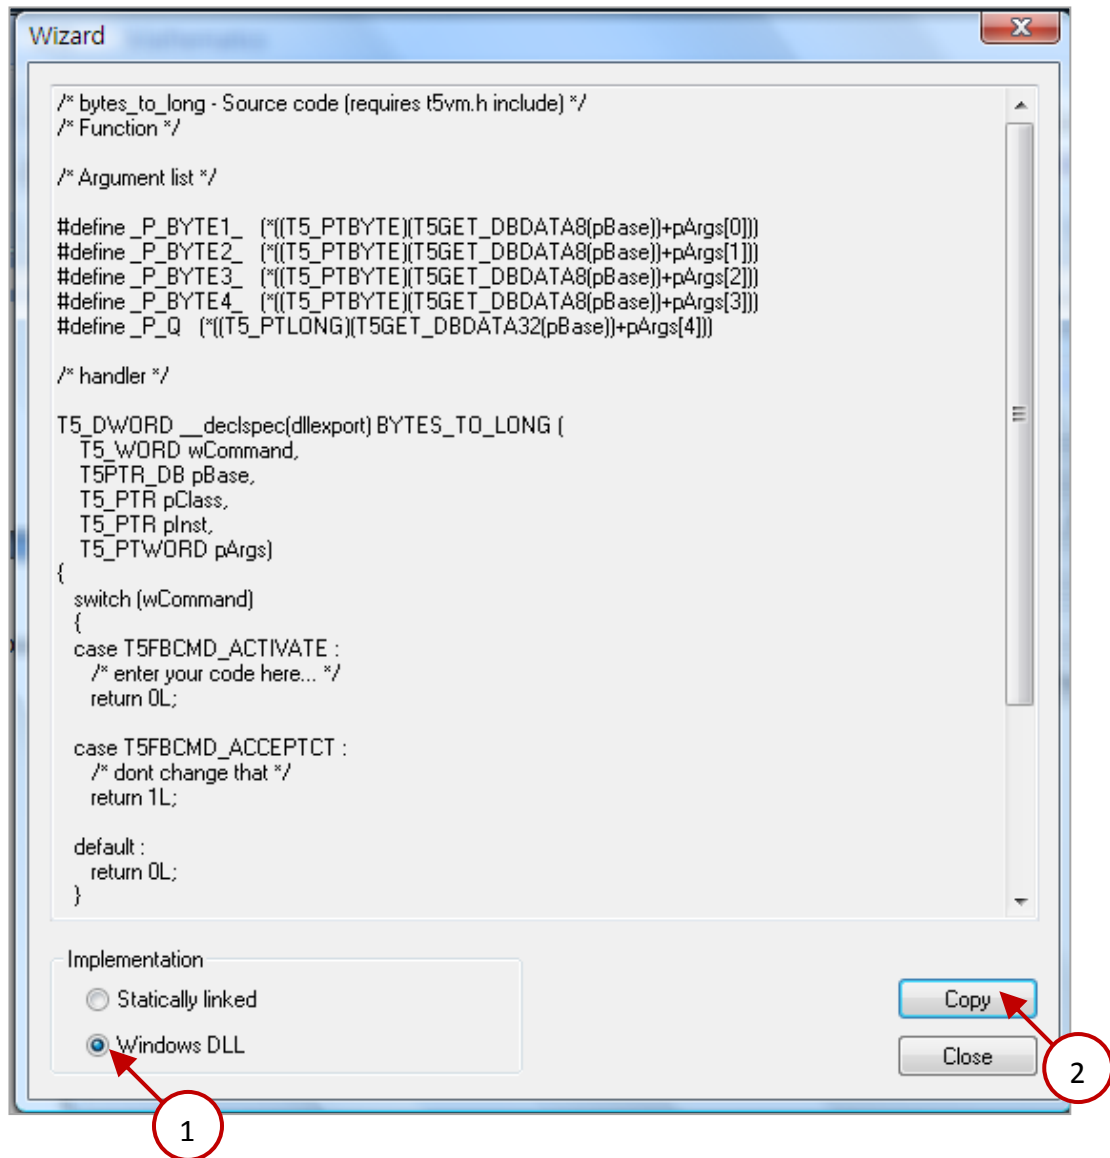 Wizard
/* bytes_to_long - Source code (requires t5vm.h include) */
/* Function */
/* Argument list */
#define _P_BYTE1_ (*((T5_PTBYTE)(T5GET_DBDATA8(pBase))+pArgs[0]))
#define _P_BYTE2_ (*((T5_PTBYTE)(T5GET_DBDATA8(pBase))+pArgs[1]))
#define _P_BYTE3_ (*((T5_PTBYTE)(T5GET_DBDATA8(pBase))+pArgs[2]))
#define _P_BYTE4_ (*((T5_PTBYTE)(T5GET_DBDATA8(pBase))+pArgs[3]))
#define _P_Q (*((T5_PTLONG)(T5GET_DBDATA32(pBase))+pArgs[4]))
/* handler */
T5_DWORD __declspec(dllexport) BYTES_TO_LONG (
T5_WORD wCommand,
T5PTR_DB pBase,
T5_PTR pClass,
T5_PTR pInst,
T5_PTWORD pArgs)
{
switch (wCommand)
{
case T5FBCMD_ACTIVATE :
/* enter your code here... */
return 0L;
case T5FBCMD_ACCEPTCT :
/* dont change that */
return 1L;
default :
return 0L;
}
Implementation
Statically linked
Windows DLL
Copy
Close
1
2